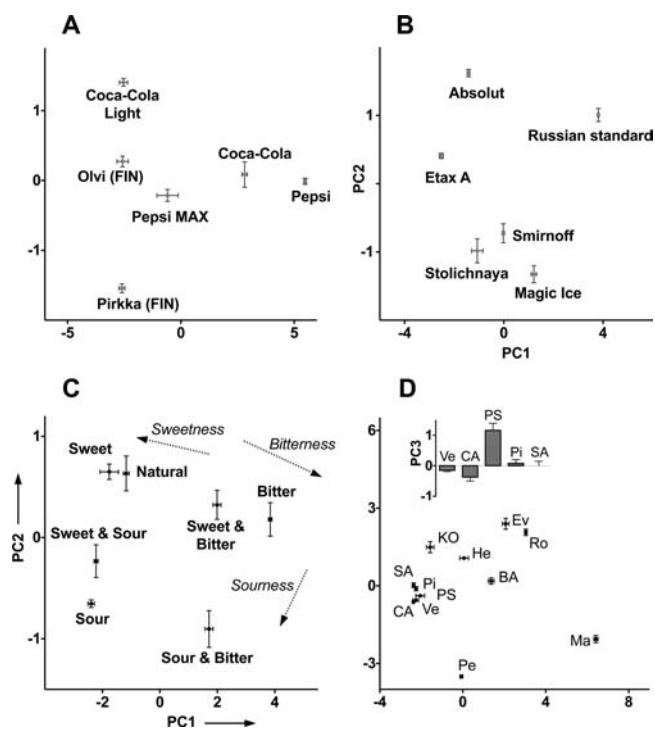 A
1
0
-1
-5
0
5
Coca-Cola
Light
Olvi (FIN)
Pepsi MAX
Coca-Cola
Pepsi
Pirkka (FIN)
B
PC2
1
-1
-4
0
4
PC1
Absolut
Russian standard
Etax A
Smirnoff
Stolichnaya
Magic Ice
C
PC2
1
0
-1
-2
0
2
4
PC1
Sweetness
Bitterness
Sourness
Sweet
Natural
Sweet &
Bitter
Bitter
Sweet & Sour
Sour
Sour & Bitter
D
6
3
0
-3
-4
0
4
8
PC3
1
0
-1
Ve
CA
PS
Pi
SA
KO
He
Ev
Ro
BA
SA
Pi
PS
CA
Ve
Pe
Ma